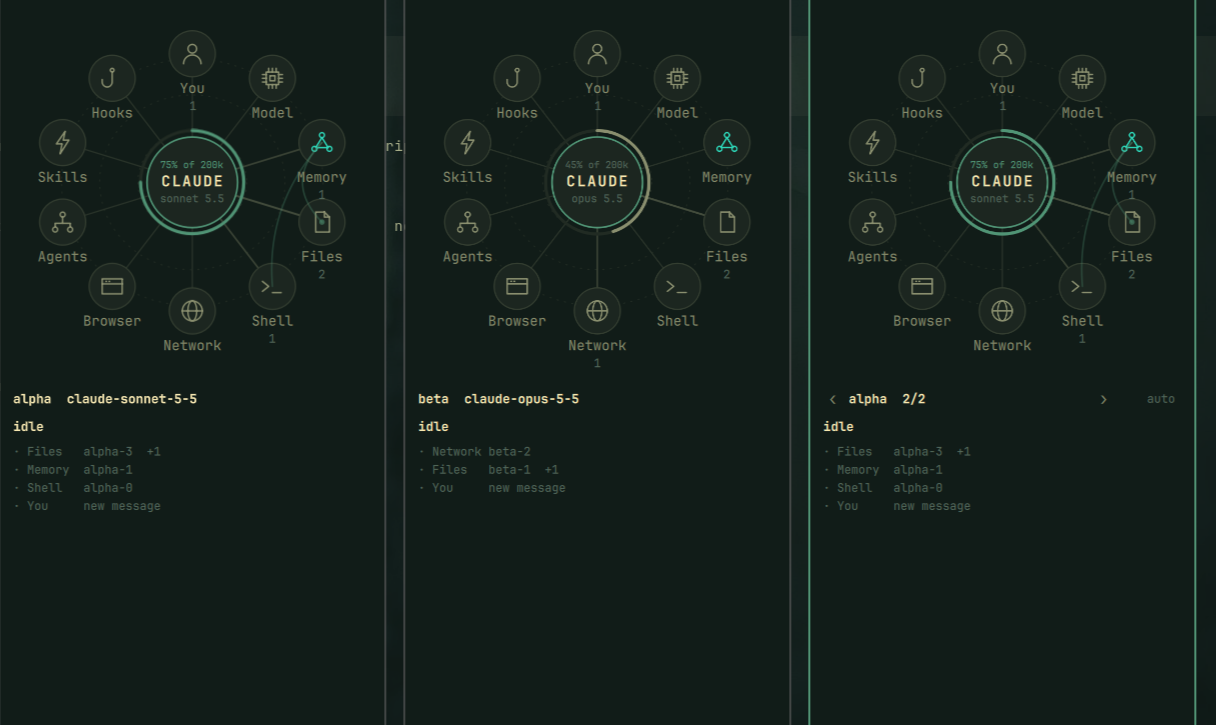 You
1
Hooks
Model
Skills
75% of 200k
CLAUDE
sonnet 5.5
Memory
1
Agents
Files
2
Browser
Shell
1
Network
alpha claude-sonnet-5-5
idle
· Files alpha-3 +1
· Memory alpha-1
· Shell alpha-0
· You new message
You
1
Hooks
Model
Skills
45% of 200k
CLAUDE
opus 5.5
Memory
Agents
Files
Browser
Shell
Network
1
beta claude-opus-5-5
idle
· Network beta-2
· Files beta-1 +1
· You new message
You
1
Hooks
Model
Skills
75% of 200k
CLAUDE
sonnet 5.5
Memory
1
Agents
Files
2
Browser
Shell
1
Network
‹ alpha 2/2 › auto
idle
· Files alpha-3 +1
· Memory alpha-1
· Shell alpha-0
· You new message